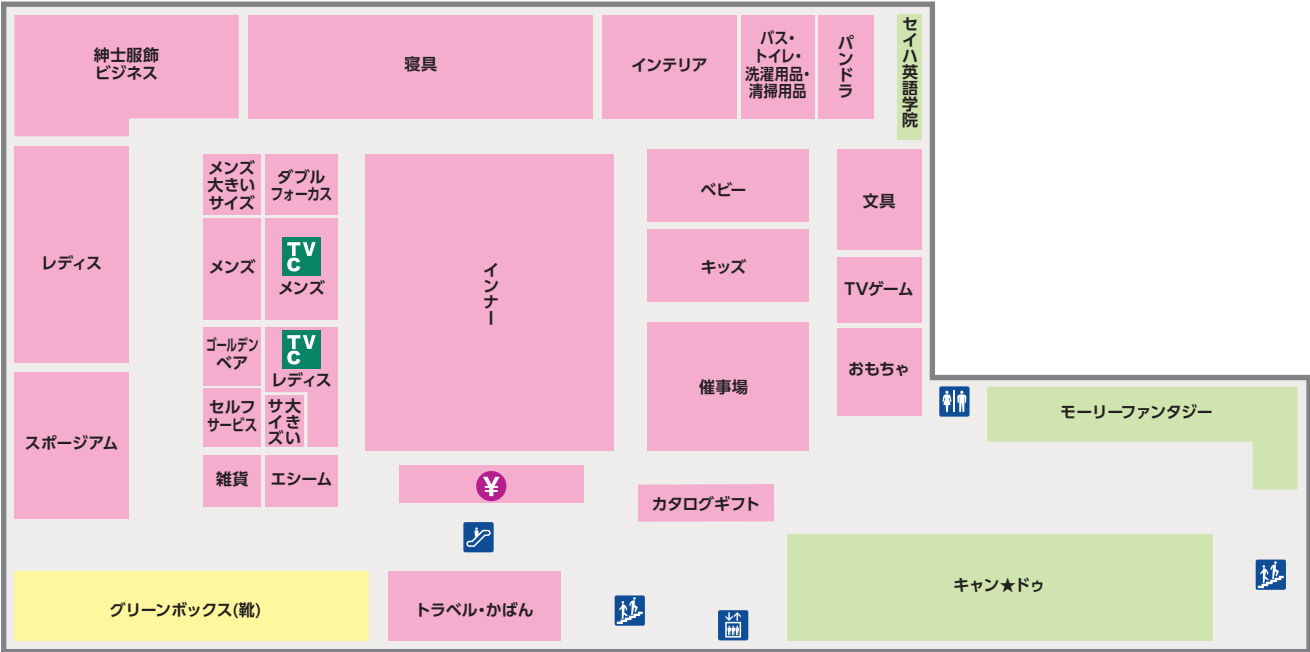 紳士服飾
ビジネス
寝具
インテリア
バス・
トイレ・
洗濯用品・
清掃用品
パンドラ
セイハ英語学院
レディス
メンズ
大きい
サイズ
ダブル
フォーカス
メンズ
TV
C
メンズ
ゴールデン
ベア
TV
C
レディス
セルフ
サービス
大きい
サイズ
雑貨
エシーム
スポージアム
インナー
ベビー
キッズ
催事場
文具
TVゲーム
おもちゃ
モーリーファンタジー
¥
カタログギフト
グリーンボックス(靴)
トラベル・かばん
キャン★ドゥ